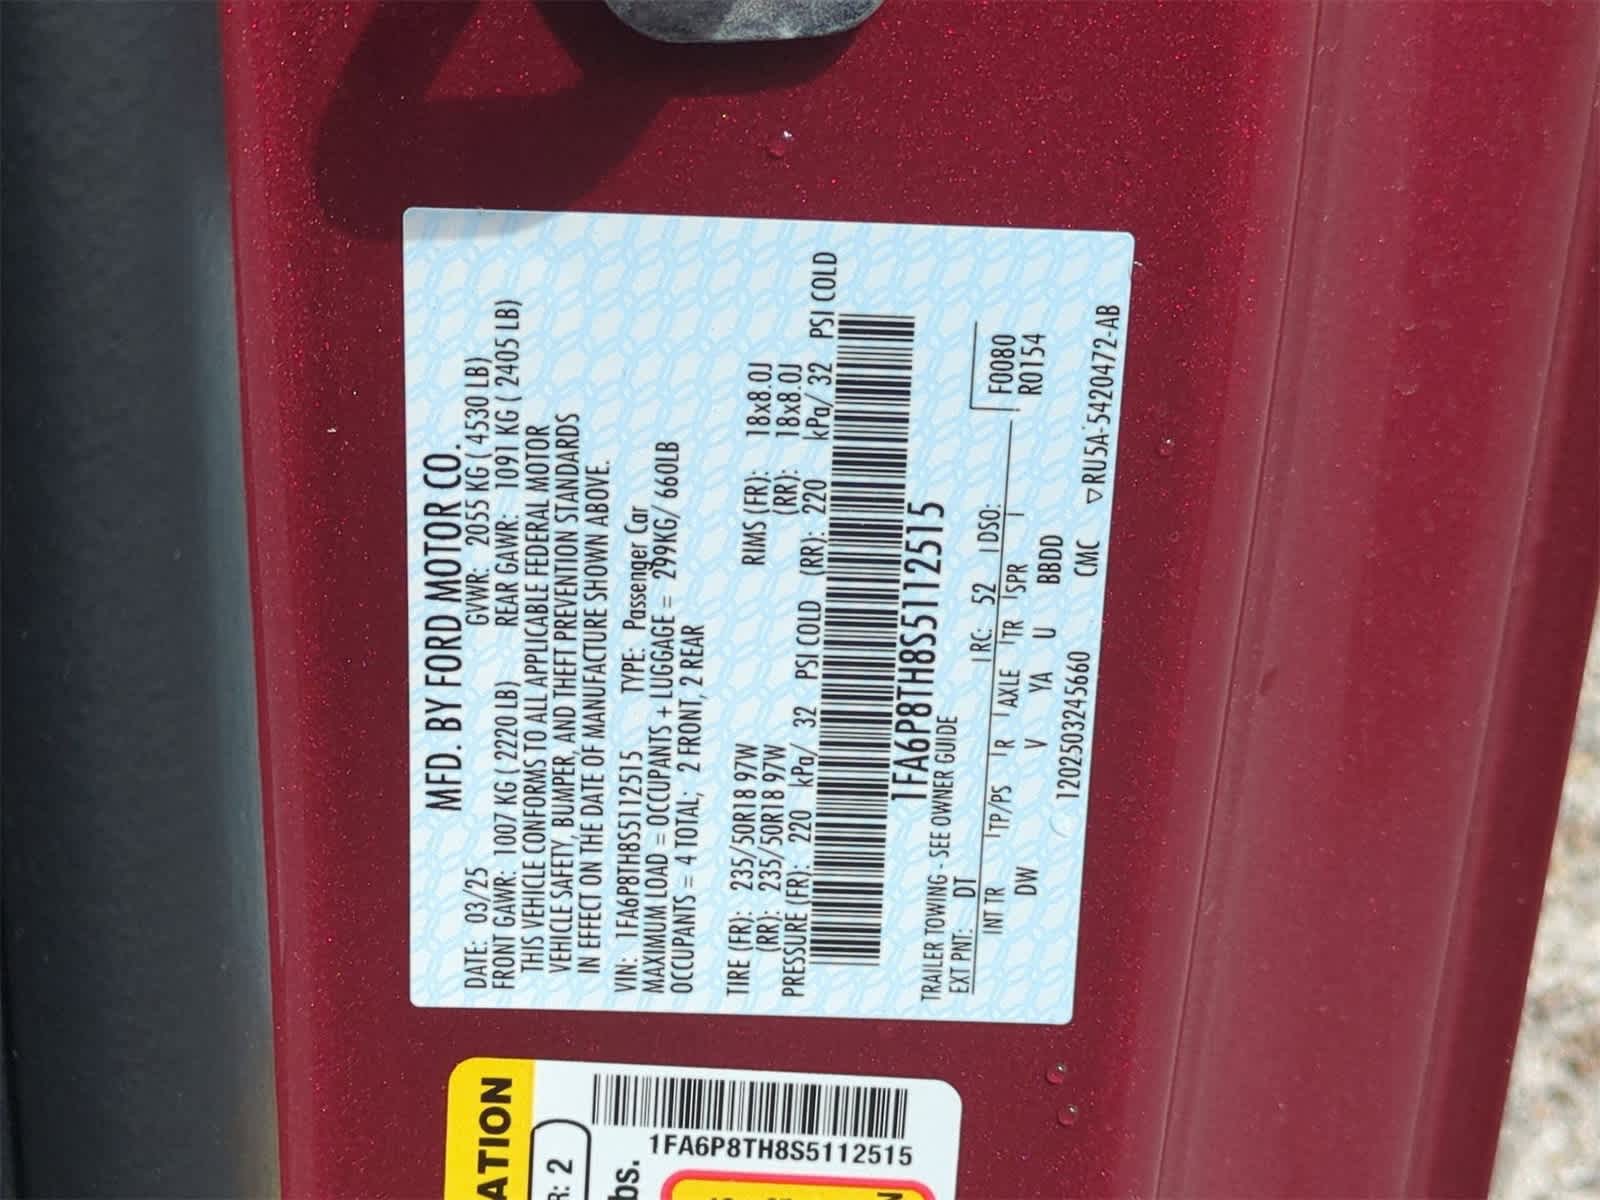 MFD. BY FORD MOTOR CO.
DATE: 03/25 GVWR: 2055 KG ( 4530 LB)
FRONT GAWR: 1007 KG ( 2220 LB) REAR GAWR: 1091 KG ( 2405 LB)
THIS VEHICLE CONFORMS TO ALL APPLICABLE FEDERAL MOTOR
VEHICLE SAFETY, BUMPER, AND THEFT PREVENTION STANDARDS
IN EFFECT ON THE DATE OF MANUFACTURE SHOWN ABOVE.
VIN: 1FA6P8TH8S5112515 TYPE: Passenger Car
MAXIMUM LOAD = OCCUPANTS + LUGGAGE = 299KG/ 660LB
OCCUPANTS = 4 TOTAL; 2 FRONT, 2 REAR
TIRE (FR): 235/50R18 97W RIMS (FR): 18x8.0J
(RR): 235/50R18 97W (RR): 18x8.0J
PRESSURE (FR): 220 kPa/ 32 PSI COLD (RR): 220 kPa/ 32 PSI COLD
1FA6P8TH8S5112515
TRAILER TOWING - SEE OWNER GUIDE
EXT PNT: DT RC: 52 DSO: F0080
INT TR TP/PS R AXLE TR SPR R0154
DW V YA U BBDD
1202503245660 CMC ▽RU5A-5420472-AB
ATION
R: 2
1FA6P8TH8S5112515
bs.